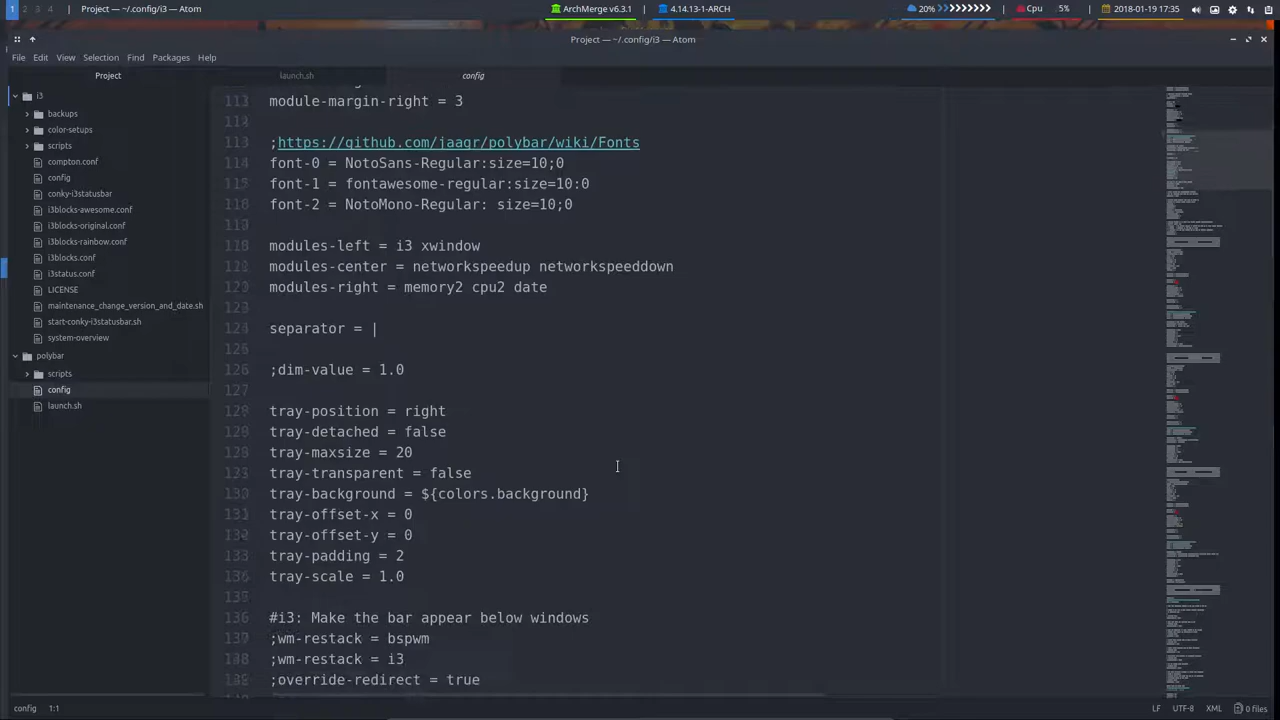 1 2 3 4 Project — ~/.config/i3 — Atom ArchMerge v6.3.1 4.14.13-1-ARCH 20% Cpu 5% 2018-01-19 17:35
Project — ~/.config/i3 — Atom
File Edit View Selection Find Packages Help
Project launch.sh config
i3
backups
color-setups
scripts
compton.conf
config
conky-i3statusbar
i3blocks-awesome.conf
i3blocks-original.conf
i3blocks-rainbow.conf
i3blocks.conf
i3status.conf
LICENSE
maintenance_change_version_and_date.sh
start-conky-i3statusbar.sh
system-overview
polybar
scripts
config
launch.sh
module-margin-right = 3
;https://github.com/jaagr/polybar/wiki/Fonts
font-0 = NotoSans-Regular:size=10;0
font-1 = fontawesome-regular:size=10:0
font-2 = NotoMono-Regular:size=10;0
modules-left = i3 xwindow
modules-center = networkspeedup networkspeeddown
modules-right = memory2 cpu2 date
separator = |
;dim-value = 1.0
tray-position = right
tray-detached = false
tray-maxsize = 20
tray-transparent = false
tray-background = ${colors.background}
tray-offset-x = 0
tray-offset-y = 0
tray-padding = 2
tray-scale = 1.0
#i3: Make the bar appear below windows
;wm-restack = bspwm
;wm-restack = i3
;override-redirect = true
config 1:1 LF UTF-8 XML 0 files